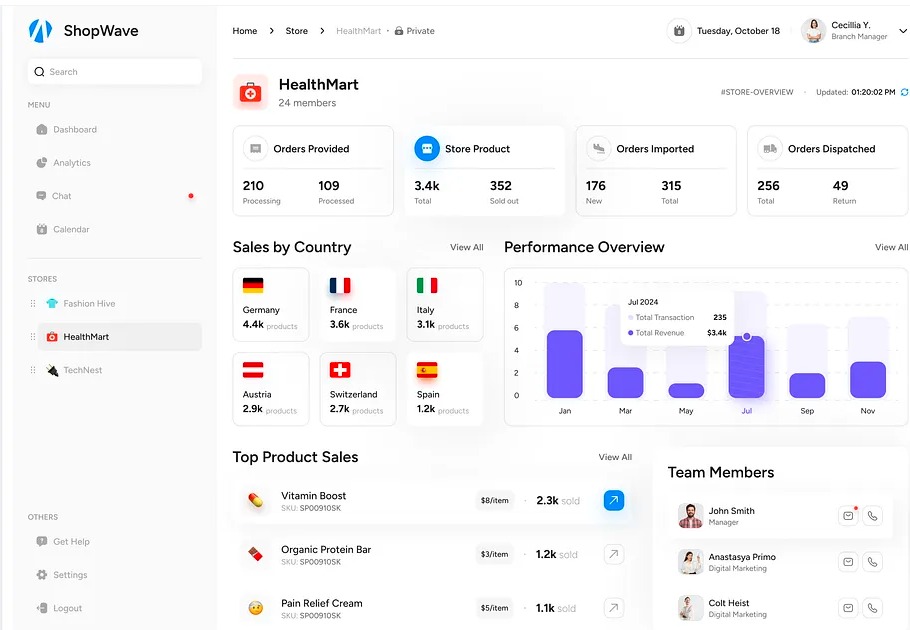 ShopWave
Search
MENU
Dashboard
Analytics
Chat
Calendar
STORES
Fashion Hive
HealthMart
TechNest
OTHERS
Get Help
Settings
Logout
Home > Store > HealthMart · Private
Tuesday, October 18
Cecillia Y.
Branch Manager
HealthMart
24 members
#STORE-OVERVIEW · Updated: 01:20:02 PM
Orders Provided
210 109
Processing Processed
Store Product
3.4k 352
Total Sold out
Orders Imported
176 315
New Total
Orders Dispatched
256 49
Total Return
Sales by Country View All
Germany
4.4k products
France
3.6k products
Italy
3.1k products
Austria
2.9k products
Switzerland
2.7k products
Spain
1.2k products
Performance Overview View All
10
8
6
4
2
0
Jul 2024
Total Transaction 235
Total Revenue $3.4k
Jan Mar May Jul Sep Nov
Top Product Sales View All
Vitamin Boost
SKU: SP00910SK
$8/item · 2.3k sold
Organic Protein Bar
SKU: SP00910SK
$3/item · 1.2k sold
Pain Relief Cream
SKU: SP00910SK
$5/item · 1.1k sold
Team Members
John Smith
Manager
Anastasya Primo
Digital Marketing
Colt Heist
Digital Marketing